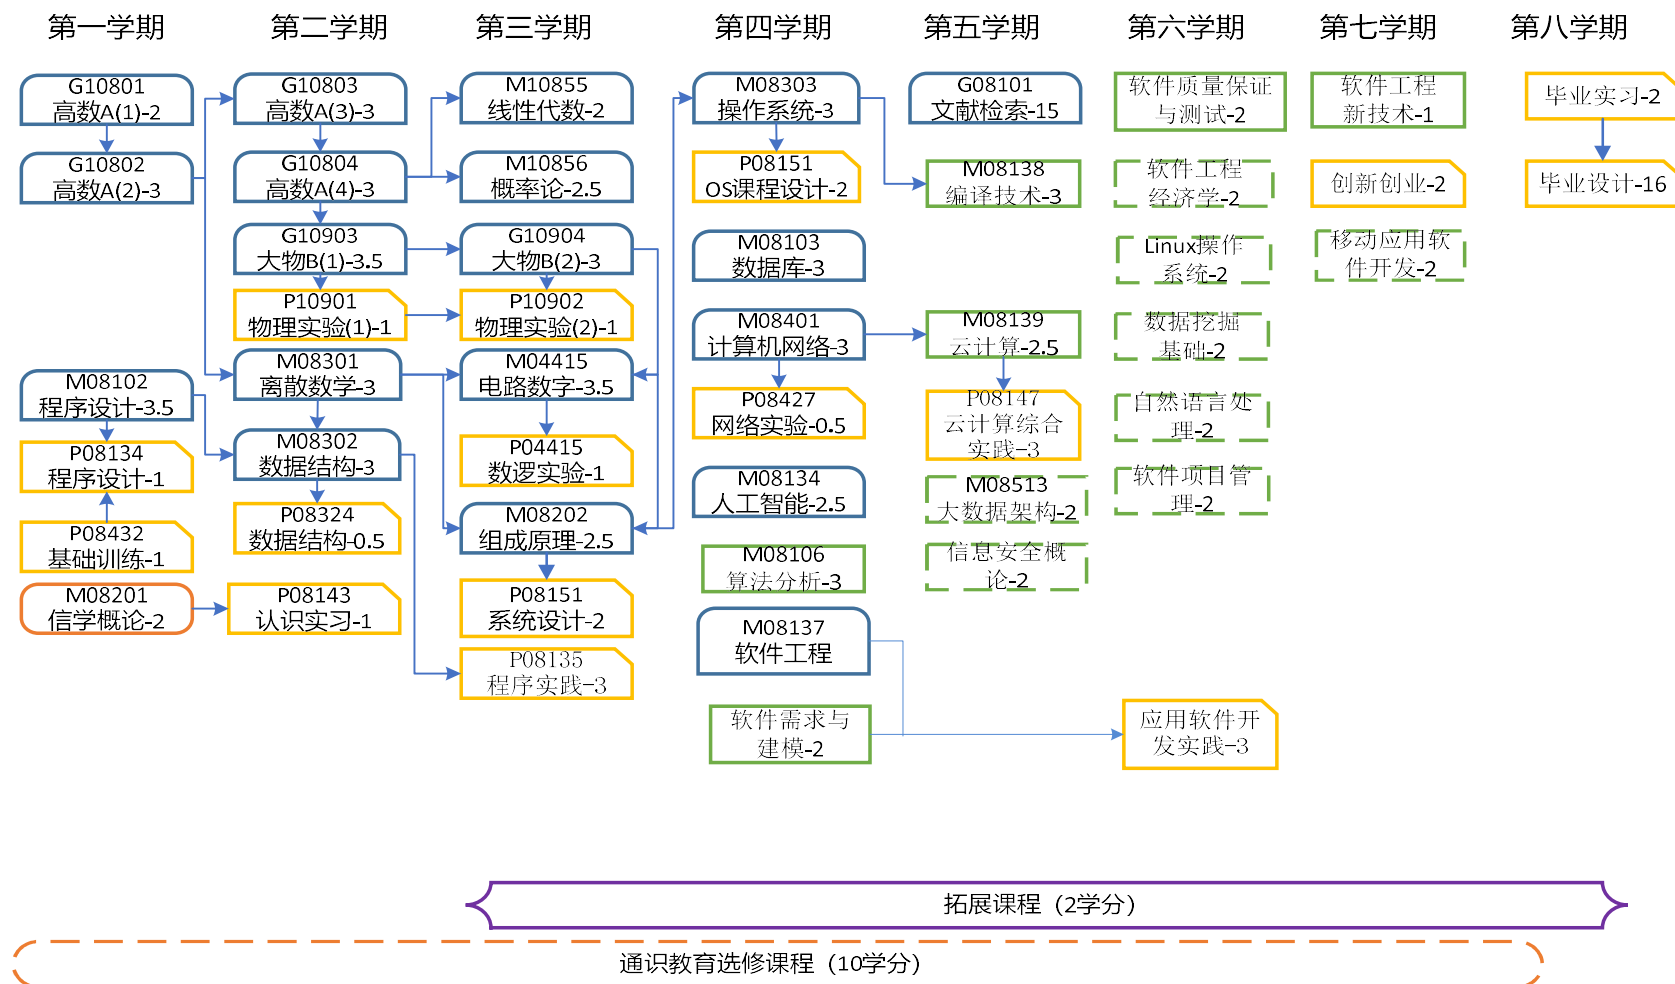 第一学期
第二学期
第三学期
第四学期
第五学期
第六学期
第七学期
第八学期
G10801
高数A(1)-2
G10802
高数A(2)-3
M08102
程序设计-3.5
P08134
程序设计-1
P08432
基础训练-1
M08201
信学概论-2
G10803
高数A(3)-3
G10804
高数A(4)-3
G10903
大物B(1)-3.5
P10901
物理实验(1)-1
M08301
离散数学-3
M08302
数据结构-3
P08324
数据结构-0.5
P08143
认识实习-1
M10855
线性代数-2
M10856
概率论-2.5
G10904
大物B(2)-3
P10902
物理实验(2)-1
M04415
电路数字-3.5
P04415
数逻实验-1
M08202
组成原理-2.5
P08151
系统设计-2
P08135
程序实践-3
M08303
操作系统-3
P08151
OS课程设计-2
M08103
数据库-3
M08401
计算机网络-3
P08427
网络实验-0.5
M08134
人工智能-2.5
M08106
算法分析-3
M08137
软件工程
软件需求与
建模-2
G08101
文献检索-15
M08138
编译技术-3
M08139
云计算-2.5
P08147
云计算综合
实践-3
M08513
大数据架构-2
信息安全概
论-2
软件质量保证
与测试-2
软件工程
经济学-2
Linux操作
系统-2
数据挖掘
基础-2
自然语言处
理-2
软件项目管
理-2
应用软件开
发实践-3
软件工程
新技术-1
创新创业-2
移动应用软
件开发-2
毕业实习-2
毕业设计-16
拓展课程（2学分）
通识教育选修课程（10学分）